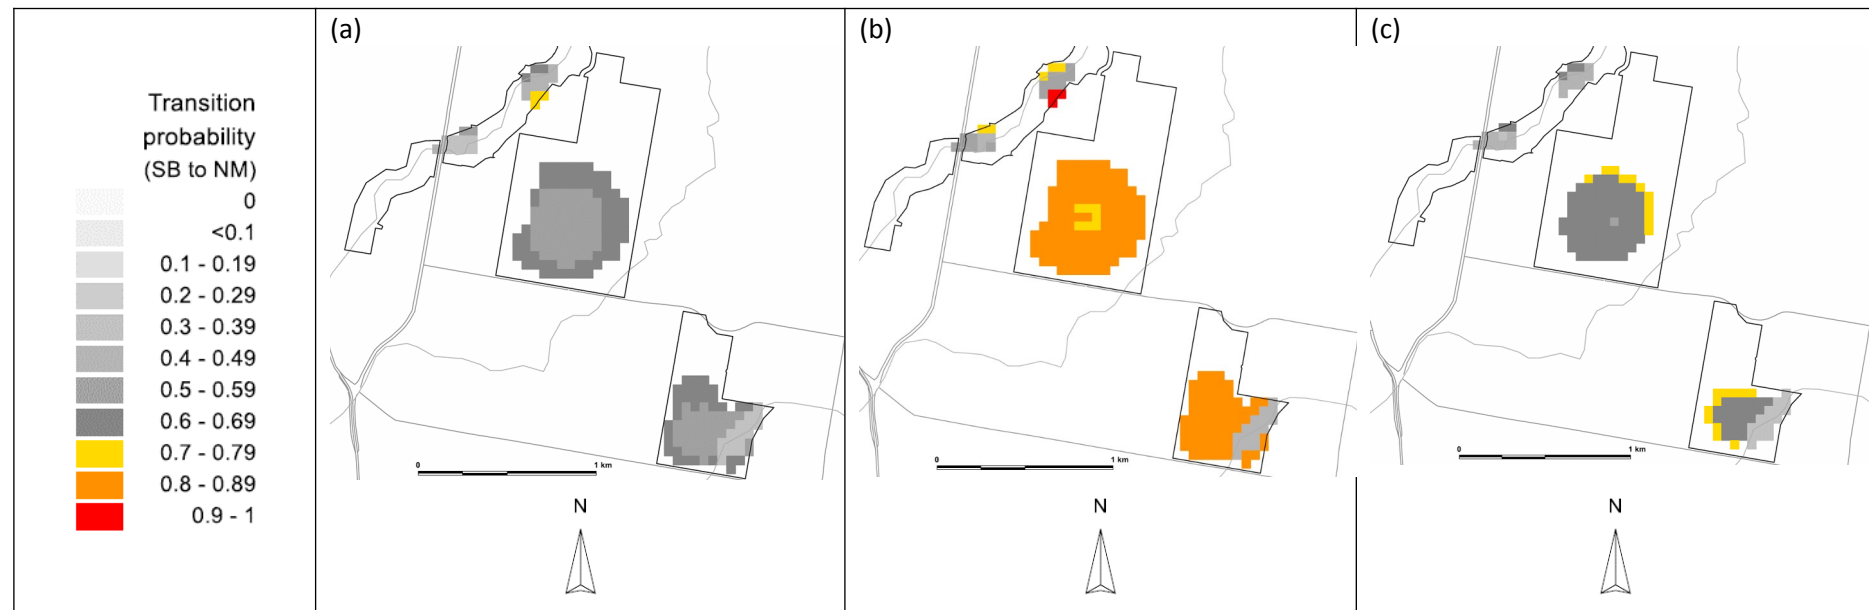 (a)
(b)
(c)
Transition
probability
(SB to NM)
0
<0.1
0.1 - 0.19
0.2 - 0.29
0.3 - 0.39
0.4 - 0.49
0.5 - 0.59
0.6 - 0.69
0.7 - 0.79
0.8 - 0.89
0.9 - 1
0 1 km
0 1 km
0 1 km
N
N
N